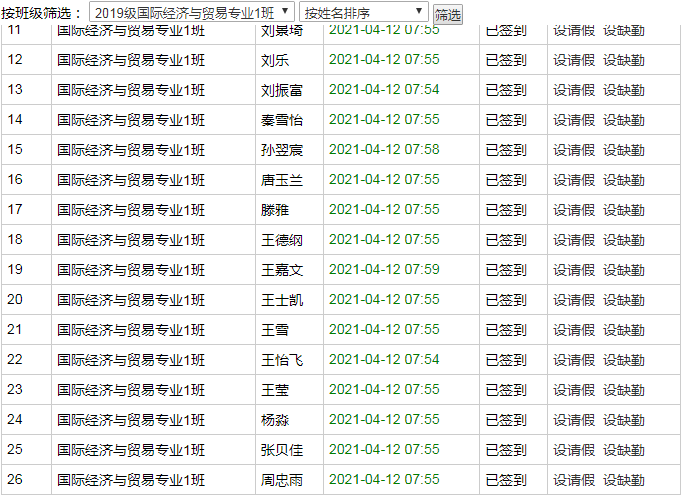 按班级筛选： 2019级国际经济与贸易专业1班 按姓名排序 筛选
11 国际经济与贸易专业1班 刘景琦 2021-04-12 07:55 已签到 设请假 设缺勤
12 国际经济与贸易专业1班 刘乐 2021-04-12 07:55 已签到 设请假 设缺勤
13 国际经济与贸易专业1班 刘振富 2021-04-12 07:54 已签到 设请假 设缺勤
14 国际经济与贸易专业1班 秦雪怡 2021-04-12 07:55 已签到 设请假 设缺勤
15 国际经济与贸易专业1班 孙翌宸 2021-04-12 07:58 已签到 设请假 设缺勤
16 国际经济与贸易专业1班 唐玉兰 2021-04-12 07:55 已签到 设请假 设缺勤
17 国际经济与贸易专业1班 滕雅 2021-04-12 07:55 已签到 设请假 设缺勤
18 国际经济与贸易专业1班 王德纲 2021-04-12 07:55 已签到 设请假 设缺勤
19 国际经济与贸易专业1班 王嘉文 2021-04-12 07:59 已签到 设请假 设缺勤
20 国际经济与贸易专业1班 王士凯 2021-04-12 07:55 已签到 设请假 设缺勤
21 国际经济与贸易专业1班 王雪 2021-04-12 07:55 已签到 设请假 设缺勤
22 国际经济与贸易专业1班 王怡飞 2021-04-12 07:54 已签到 设请假 设缺勤
23 国际经济与贸易专业1班 王莹 2021-04-12 07:55 已签到 设请假 设缺勤
24 国际经济与贸易专业1班 杨淼 2021-04-12 07:55 已签到 设请假 设缺勤
25 国际经济与贸易专业1班 张贝佳 2021-04-12 07:55 已签到 设请假 设缺勤
26 国际经济与贸易专业1班 周忠雨 2021-04-12 07:55 已签到 设请假 设缺勤